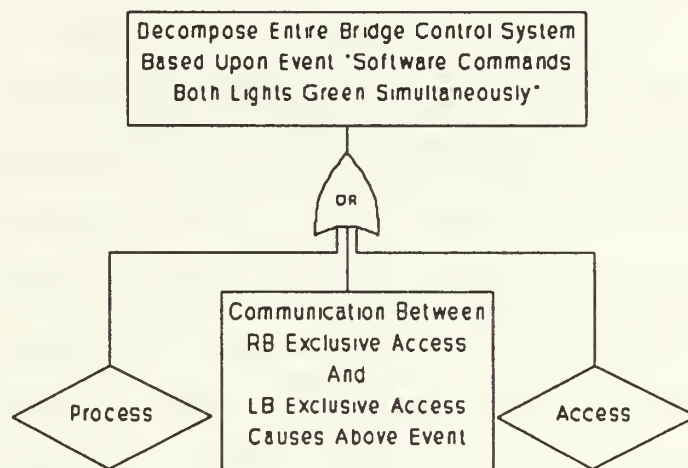 Decompose Entire Bridge Control System
Based Upon Event "Software Commands
Both Lights Green Simultaneously"
OR
Communication Between
RB Exclusive Access
And
LB Exclusive Access
Causes Above Event
Process
Access